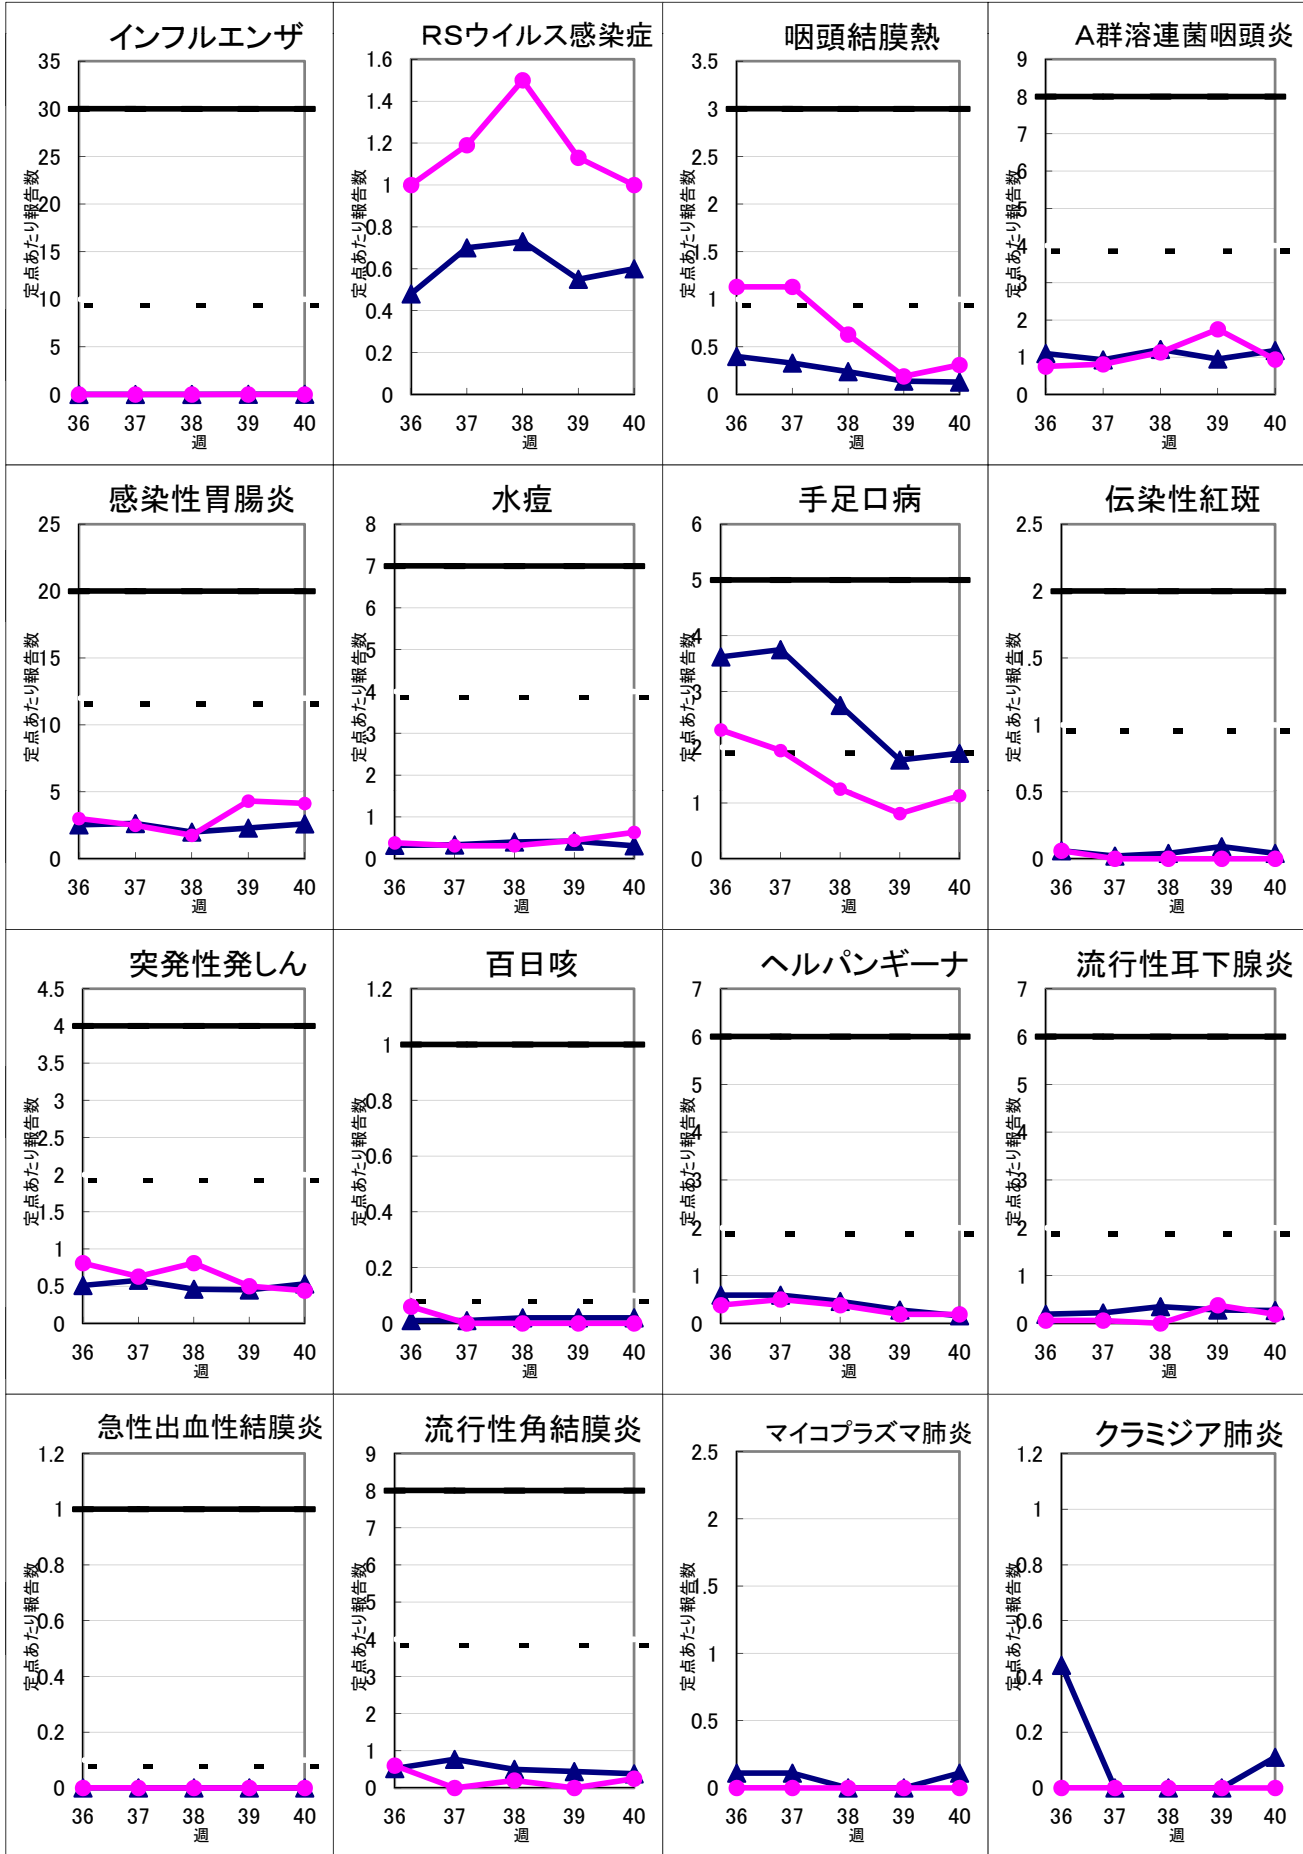 インフルエンザ
35
30
25
20
15
10
5
0
定点あたり報告数
36 37 38 39 40
週
RSウイルス感染症
1.6
1.4
1.2
1
0.8
0.6
0.4
0.2
0
定点あたり報告数
36 37 38 39 40
週
咽頭結膜熱
3.5
3
2.5
2
1.5
1
0.5
0
定点あたり報告数
36 37 38 39 40
週
A群溶連菌咽頭炎
9
8
7
6
5
4
3
2
1
0
定点あたり報告数
36 37 38 39 40
週
感染性胃腸炎
25
20
15
10
5
0
定点あたり報告数
36 37 38 39 40
週
水痘
8
7
6
5
4
3
2
1
0
定点あたり報告数
36 37 38 39 40
週
手足口病
6
5
4
3
2
1
0
定点あたり報告数
36 37 38 39 40
週
伝染性紅斑
2.5
2
1.5
1
0.5
0
定点あたり報告数
36 37 38 39 40
週
突発性発しん
4.5
4
3.5
3
2.5
2
1.5
1
0.5
0
定点あたり報告数
36 37 38 39 40
週
百日咳
1.2
1
0.8
0.6
0.4
0.2
0
定点あたり報告数
36 37 38 39 40
週
ヘルパンギーナ
7
6
5
4
3
2
1
0
定点あたり報告数
36 37 38 39 40
週
流行性耳下腺炎
7
6
5
4
3
2
1
0
定点あたり報告数
36 37 38 39 40
週
急性出血性結膜炎
1.2
1
0.8
0.6
0.4
0.2
0
定点あたり報告数
36 37 38 39 40
週
流行性角結膜炎
9
8
7
6
5
4
3
2
1
0
定点あたり報告数
36 37 38 39 40
週
マイコプラズマ肺炎
2.5
2
1.5
1
0.5
0
定点あたり報告数
36 37 38 39 40
週
クラミジア肺炎
1.2
1
0.8
0.6
0.4
0.2
0
定点あたり報告数
36 37 38 39 40
週